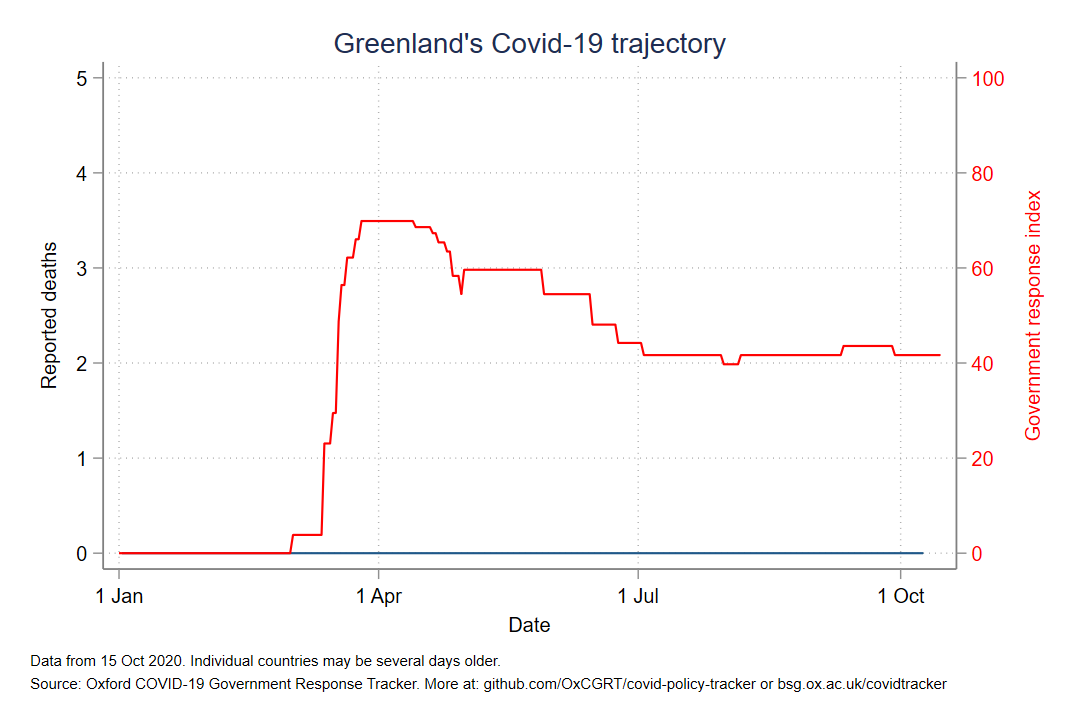 Greenland's Covid-19 trajectory
5
4
3
2
1
0
Reported deaths
100
80
60
40
20
0
Government response index
1 Jan
1 Apr
1 Jul
1 Oct
Date
Data from 15 Oct 2020. Individual countries may be several days older.
Source: Oxford COVID-19 Government Response Tracker. More at: github.com/OxCGRT/covid-policy-tracker or bsg.ox.ac.uk/covidtracker